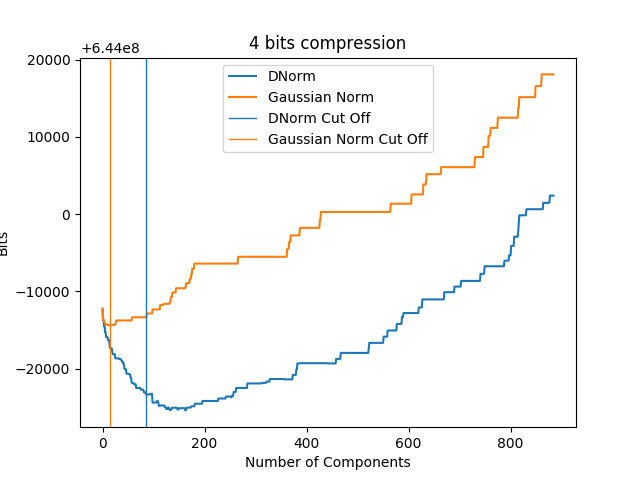 4 bits compression
+6.44e8
20000
10000
0
−10000
−20000
Bits
DNorm
Gaussian Norm
DNorm Cut Off
Gaussian Norm Cut Off
0 200 400 600 800
Number of Components